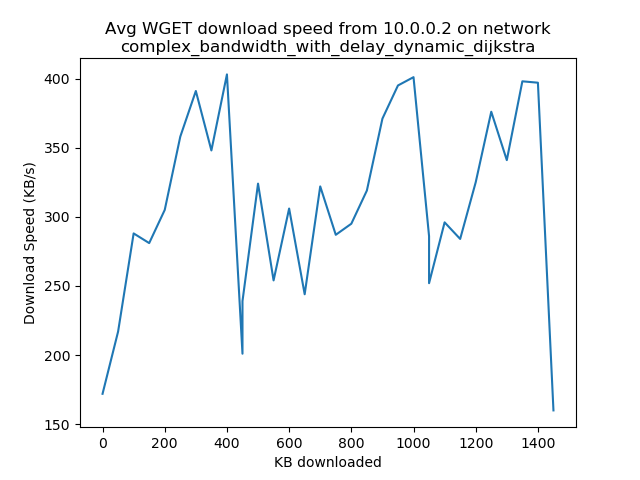 Avg WGET download speed from 10.0.0.2 on network
complex_bandwidth_with_delay_dynamic_dijkstra
400
350
300
250
200
150
Download Speed (KB/s)
0 200 400 600 800 1000 1200 1400
KB downloaded